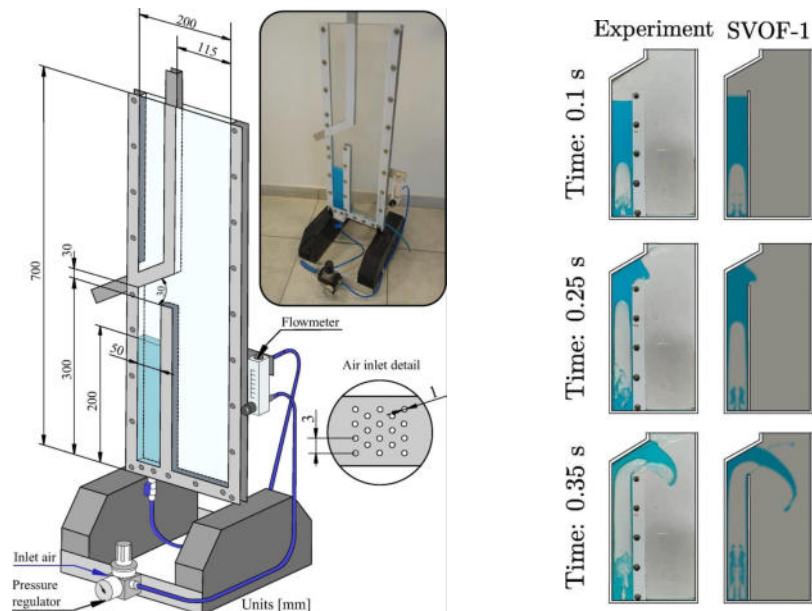 200
115
700
30
300
30
50
200
Flowmeter
Air inlet detail
1
3
Inlet air
Pressure
regulator
Units [mm]
Experiment SVOF-1
Time: 0.1 s
Time: 0.25 s
Time: 0.35 s